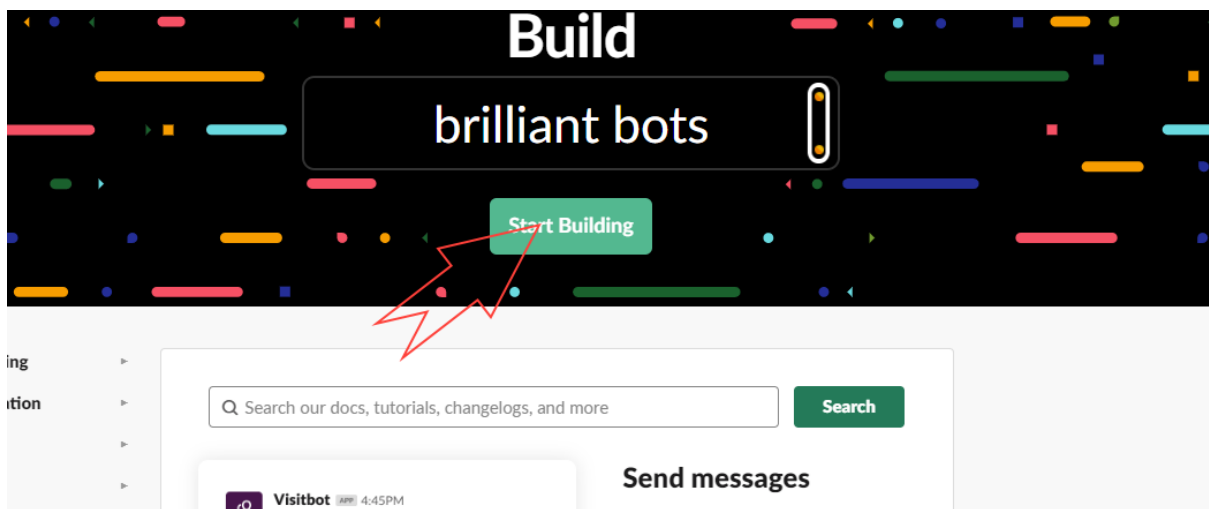 Build
brilliant bots
Start Building
ing
ation
Search our docs, tutorials, changelogs, and more
Search
Send messages
Visitbot APP 4:45PM